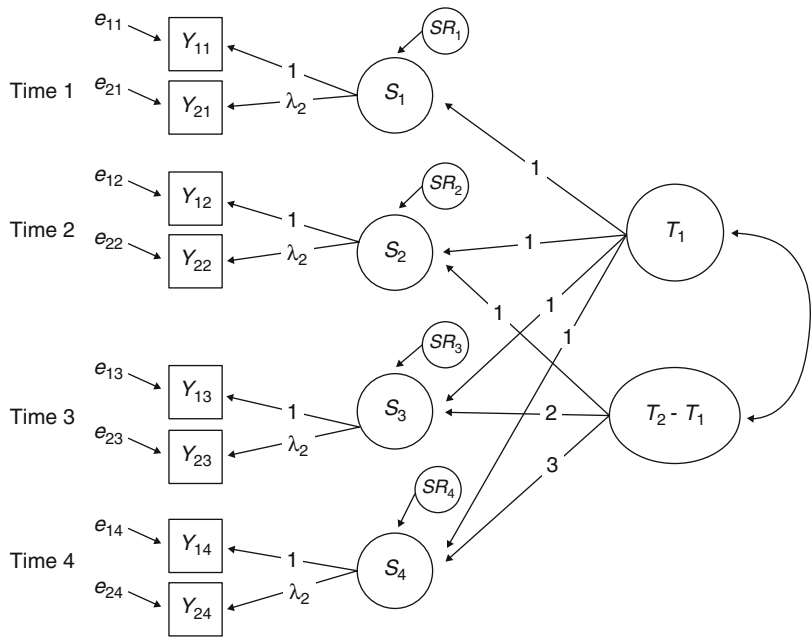 e₁₁
Y₁₁
SR₁
1
Time 1
e₂₁
Y₂₁
λ₂
S₁
1
e₁₂
Y₁₂
SR₂
1
Time 2
e₂₂
Y₂₂
λ₂
S₂
1
T₁
1
1
1
e₁₃
Y₁₃
SR₃
1
Time 3
e₂₃
Y₂₃
λ₂
S₃
2
T₂ - T₁
3
e₁₄
Y₁₄
SR₄
1
Time 4
e₂₄
Y₂₄
λ₂
S₄